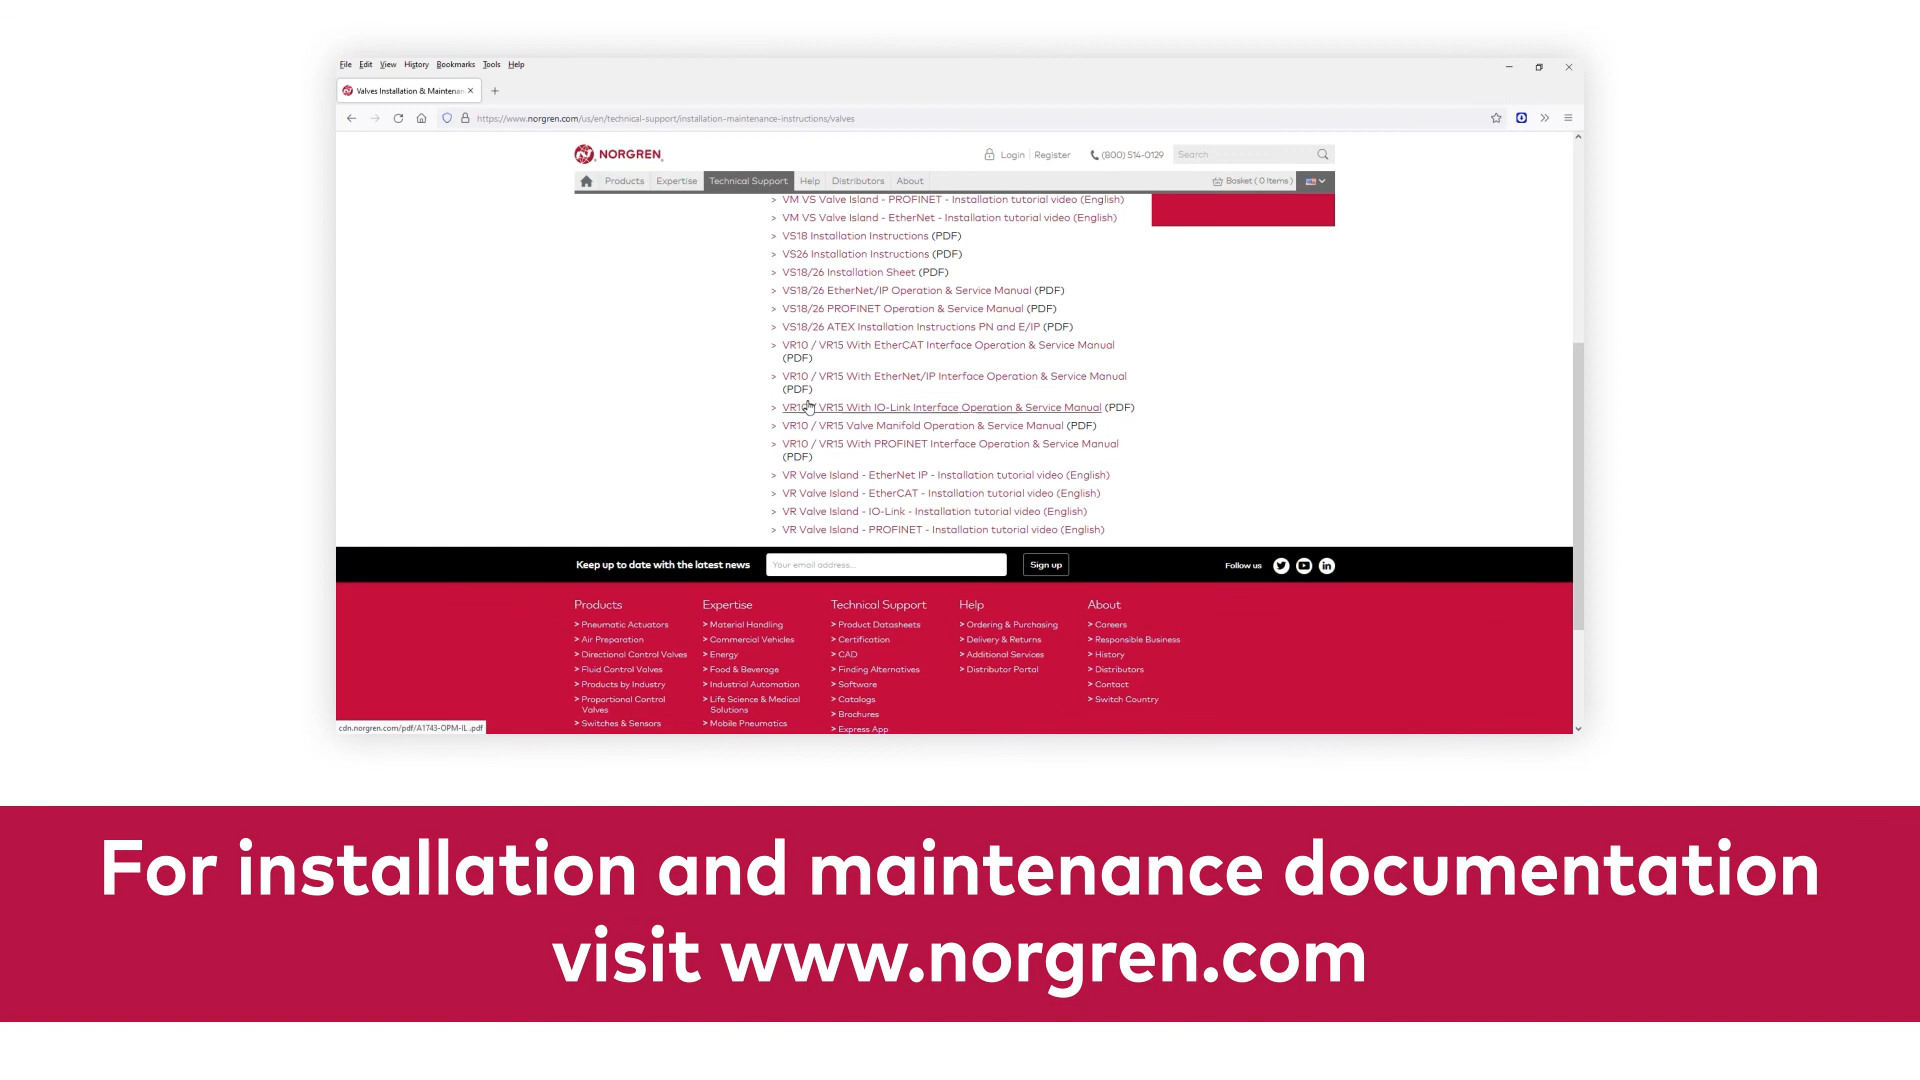 File Edit View History Bookmarks Tools Help
Valves Installation & Maintenan
https://www.norgren.com/us/en/technical-support/installation-maintenance-instructions/valves
NORGREN
Login Register (800) 514-0129 Search
Products Expertise Technical Support Help Distributors About Basket ( 0 Items )
> VM VS Valve Island - PROFINET - Installation tutorial video (English)
> VM VS Valve Island - EtherNet - Installation tutorial video (English)
> VS18 Installation Instructions (PDF)
> VS26 Installation Instructions (PDF)
> VS18/26 Installation Sheet (PDF)
> VS18/26 EtherNet/IP Operation & Service Manual (PDF)
> VS18/26 PROFINET Operation & Service Manual (PDF)
> VS18/26 ATEX Installation Instructions PN and E/IP (PDF)
> VR10 / VR15 With EtherCAT Interface Operation & Service Manual
(PDF)
> VR10 / VR15 With EtherNet/IP Interface Operation & Service Manual
(PDF)
> VR10 / VR15 With IO-Link Interface Operation & Service Manual (PDF)
> VR10 / VR15 Valve Manifold Operation & Service Manual (PDF)
> VR10 / VR15 With PROFINET Interface Operation & Service Manual
(PDF)
> VR Valve Island - EtherNet IP - Installation tutorial video (English)
> VR Valve Island - EtherCAT - Installation tutorial video (English)
> VR Valve Island - IO-Link - Installation tutorial video (English)
> VR Valve Island - PROFINET - Installation tutorial video (English)
Keep up to date with the latest news Your email address... Sign up Follow us
Products
> Pneumatic Actuators
> Air Preparation
> Directional Control Valves
> Fluid Control Valves
> Products by Industry
> Proportional Control
Valves
> Switches & Sensors
Expertise
> Material Handling
> Commercial Vehicles
> Energy
> Food & Beverage
> Industrial Automation
> Life Science & Medical
Solutions
> Mobile Pneumatics
Technical Support
> Product Datasheets
> Certification
> CAD
> Finding Alternatives
> Software
> Catalogs
> Brochures
> Express App
Help
> Ordering & Purchasing
> Delivery & Returns
> Additional Services
> Distributor Portal
About
> Careers
> Responsible Business
> History
> Distributors
> Contact
> Switch Country
cdn.norgren.com/pdf/A1743-OPM-IL.pdf
For installation and maintenance documentation
visit www.norgren.com